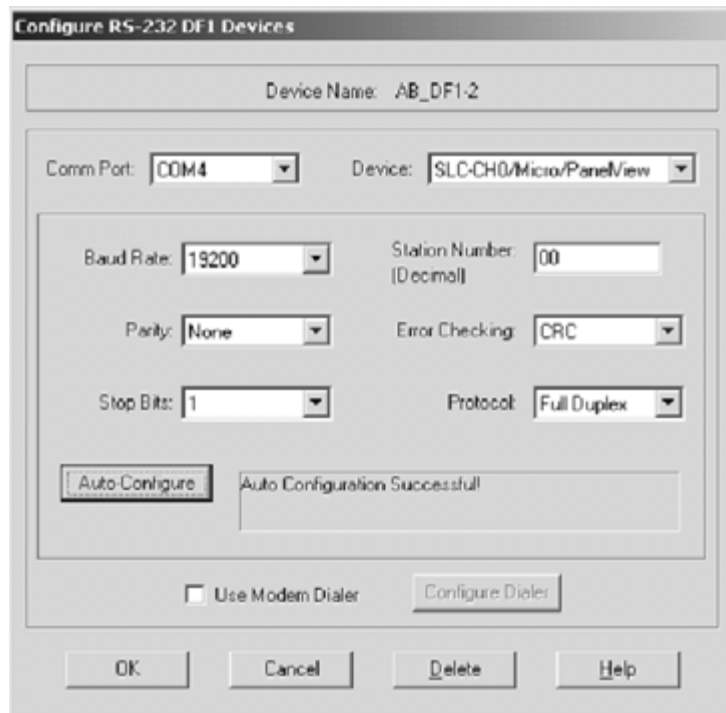 Configure RS-232 DF1 Devices
Device Name: AB_DF1-2
Comm Port: COM4 Device: SLC-CH0/Micro/PanelView
Baud Rate: 19200 Station Number: 00
(Decimal)
Parity: None Error Checking: CRC
Stop Bits: 1 Protocol: Full Duplex
Auto-Configure Auto Configuration Successful!
Use Modem Dialer Configure Dialer
OK Cancel Delete Help